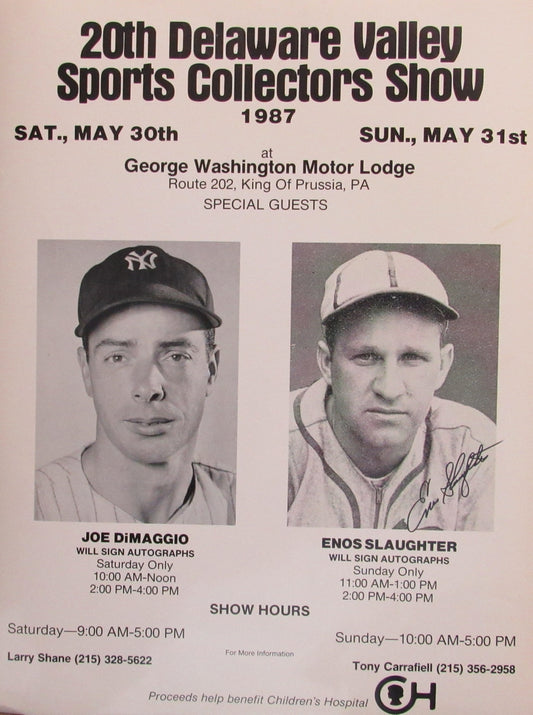 20th Delaware Valley
Sports Collectors Show
1987
SAT., MAY 30th
SUN., MAY 31st
at
George Washington Motor Lodge
Route 202, King Of Prussia, PA
SPECIAL GUESTS
NY
Enos Slaughter
JOE DiMAGGIO
WILL SIGN AUTOGRAPHS
Saturday Only
10:00 AM-Noon
2:00 PM-4:00 PM
ENOS SLAUGHTER
WILL SIGN AUTOGRAPHS
Sunday Only
11:00 AM-1:00 PM
2:00 PM-4:00 PM
SHOW HOURS
Saturday—9:00 AM-5:00 PM
Sunday—10:00 AM-5:00 PM
For More Information
Larry Shane (215) 328-5622
Tony Carrafiell (215) 356-2958
Proceeds help benefit Children's Hospital
CH